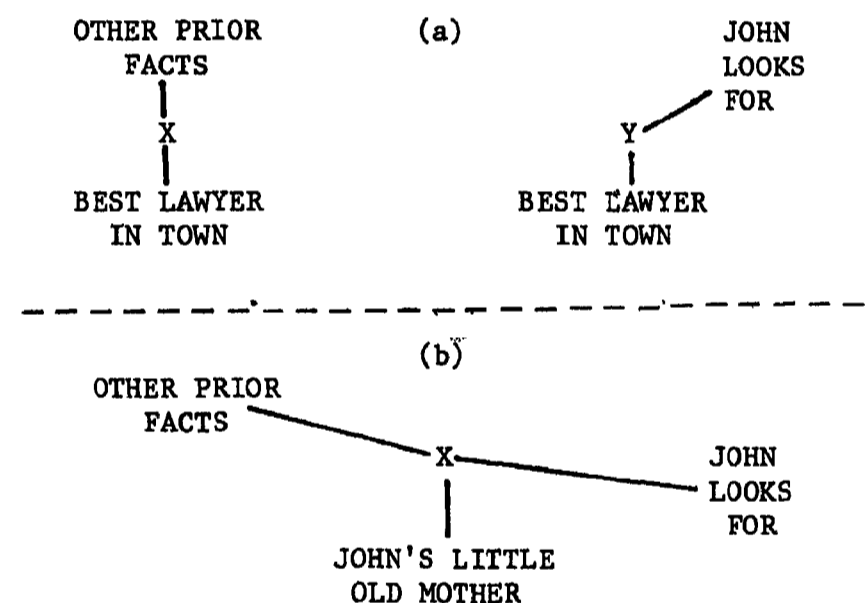 (a)
OTHER PRIOR
FACTS
X
BEST LAWYER
IN TOWN
JOHN
LOOKS
FOR
Y
BEST LAWYER
IN TOWN
(b)
OTHER PRIOR
FACTS
X
JOHN
LOOKS
FOR
JOHN'S LITTLE
OLD MOTHER